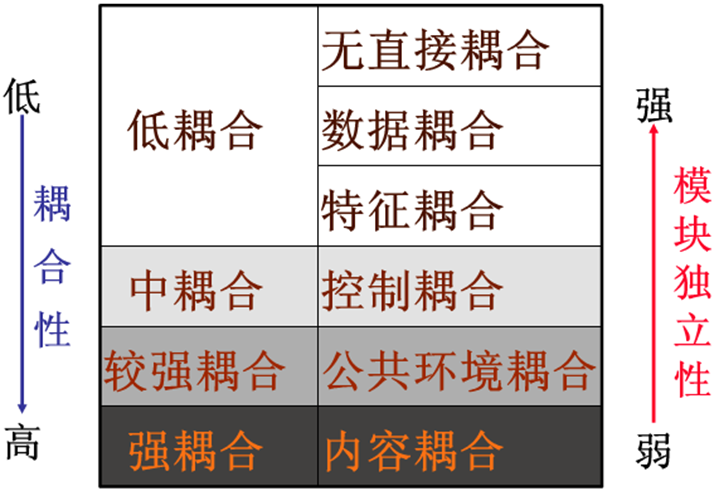 低
耦合性
高
低耦合
无直接耦合
数据耦合
特征耦合
中耦合
控制耦合
较强耦合
公共环境耦合
强耦合
内容耦合
强
模块独立性
弱